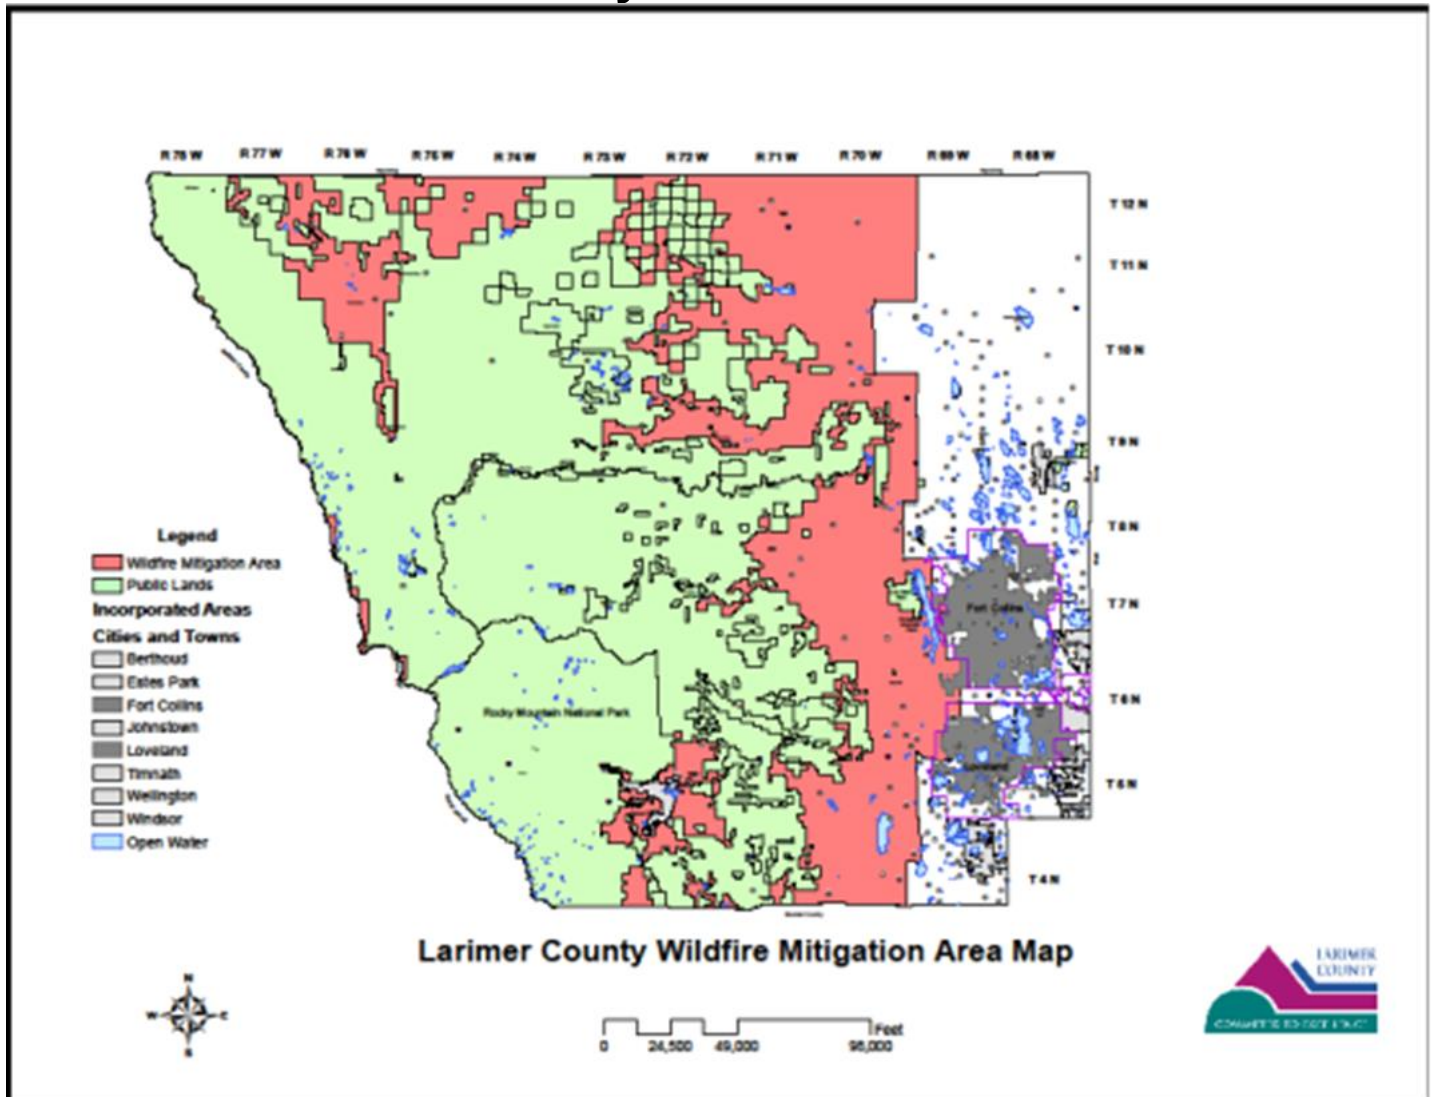 R 78 W R 77 W R 76 W R 75 W R 74 W R 73 W R 72 W R 71 W R 70 W R 69 W R 68 W
T 12 N
T 11 N
T 10 N
T 9 N
T 8 N
T 7 N
T 6 N
T 5 N
T 4 N
Fort Collins
Loveland
Rocky Mountain National Park
Legend
Wildfire Mitigation Area
Public Lands
Incorporated Areas
Cities and Towns
Berthoud
Estes Park
Fort Collins
Johnstown
Loveland
Timnath
Wellington
Windsor
Open Water
Larimer County Wildfire Mitigation Area Map
N
W E
S
Feet
0 24,500 49,000 98,000
LARIMER
COUNTY
COMMITTED TO EXCELLENCE